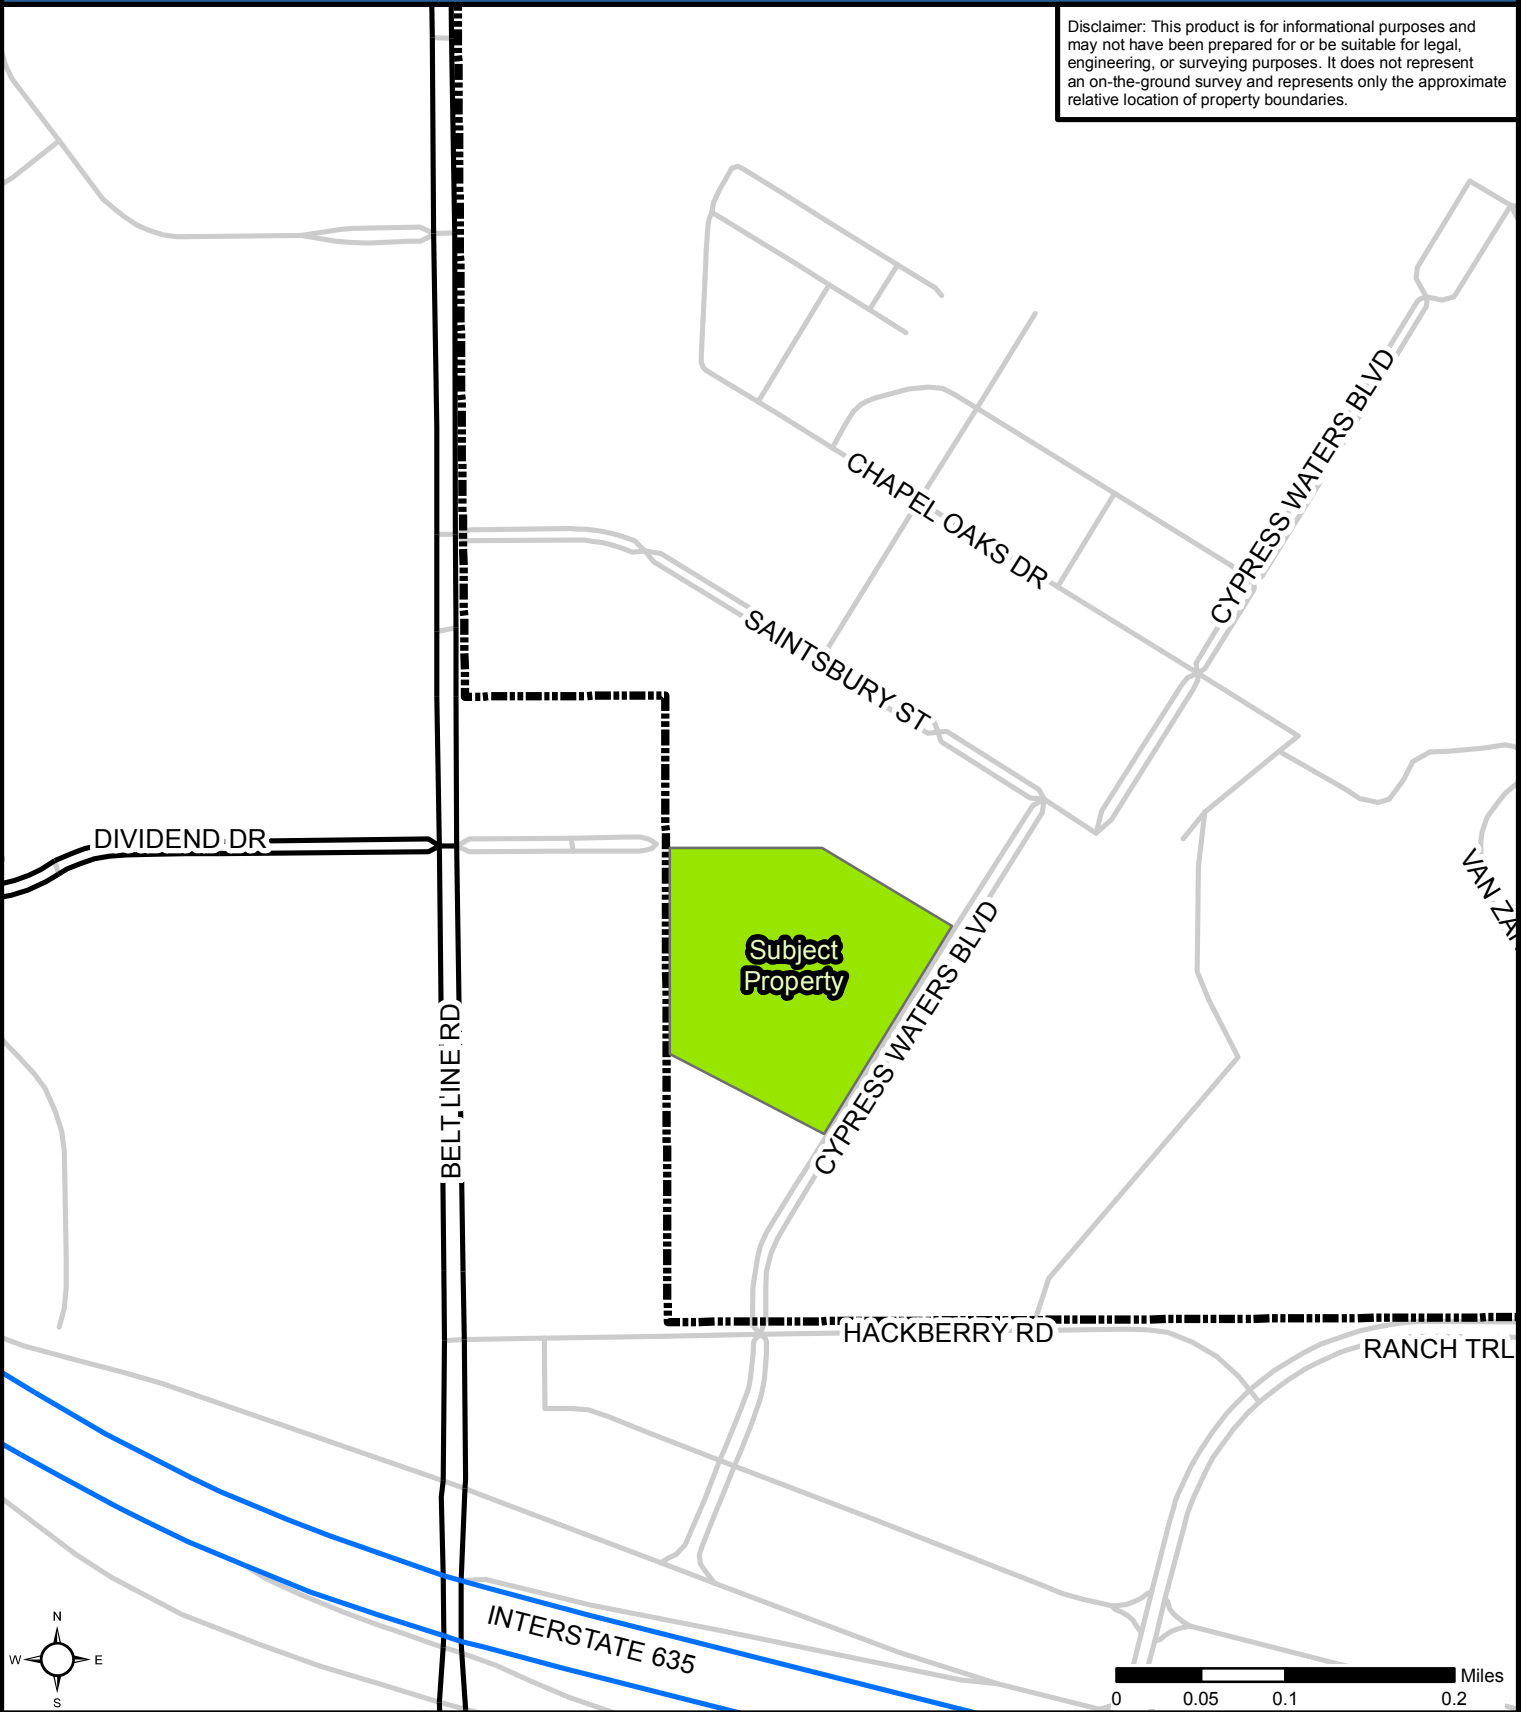 Disclaimer: This product is for informational purposes and
may not have been prepared for or be suitable for legal,
engineering, or surveying purposes. It does not represent
an on-the-ground survey and represents only the approximate
relative location of property boundaries.
CYPRESS WATERS BLVD
CHAPEL OAKS DR
SAINTSBURY ST
DIVIDEND DR
VAN ZA
Subject
Property
CYPRESS WATERS BLVD
BELT LINE RD
HACKBERRY RD
RANCH TRL
INTERSTATE 635
N
W E
S
Miles
0 0.05 0.1 0.2